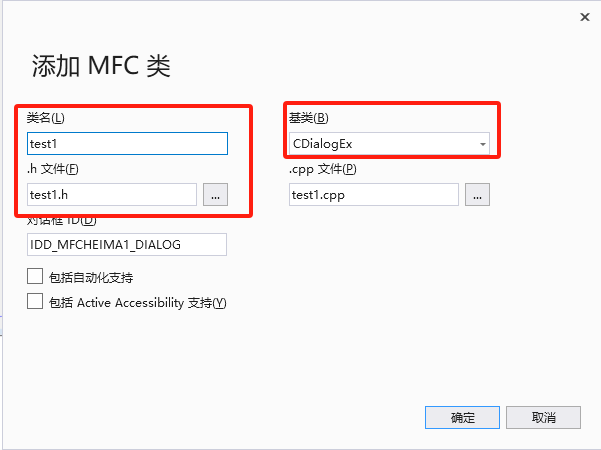 添加 MFC 类
类名(L) 基类(B)
test1 CDialogEx
.h 文件(F) .cpp 文件(P)
test1.h ... test1.cpp ...
对话框 ID(D)
IDD_MFCHEIMA1_DIALOG
包括自动化支持
包括 Active Accessibility 支持(Y)
确定 取消